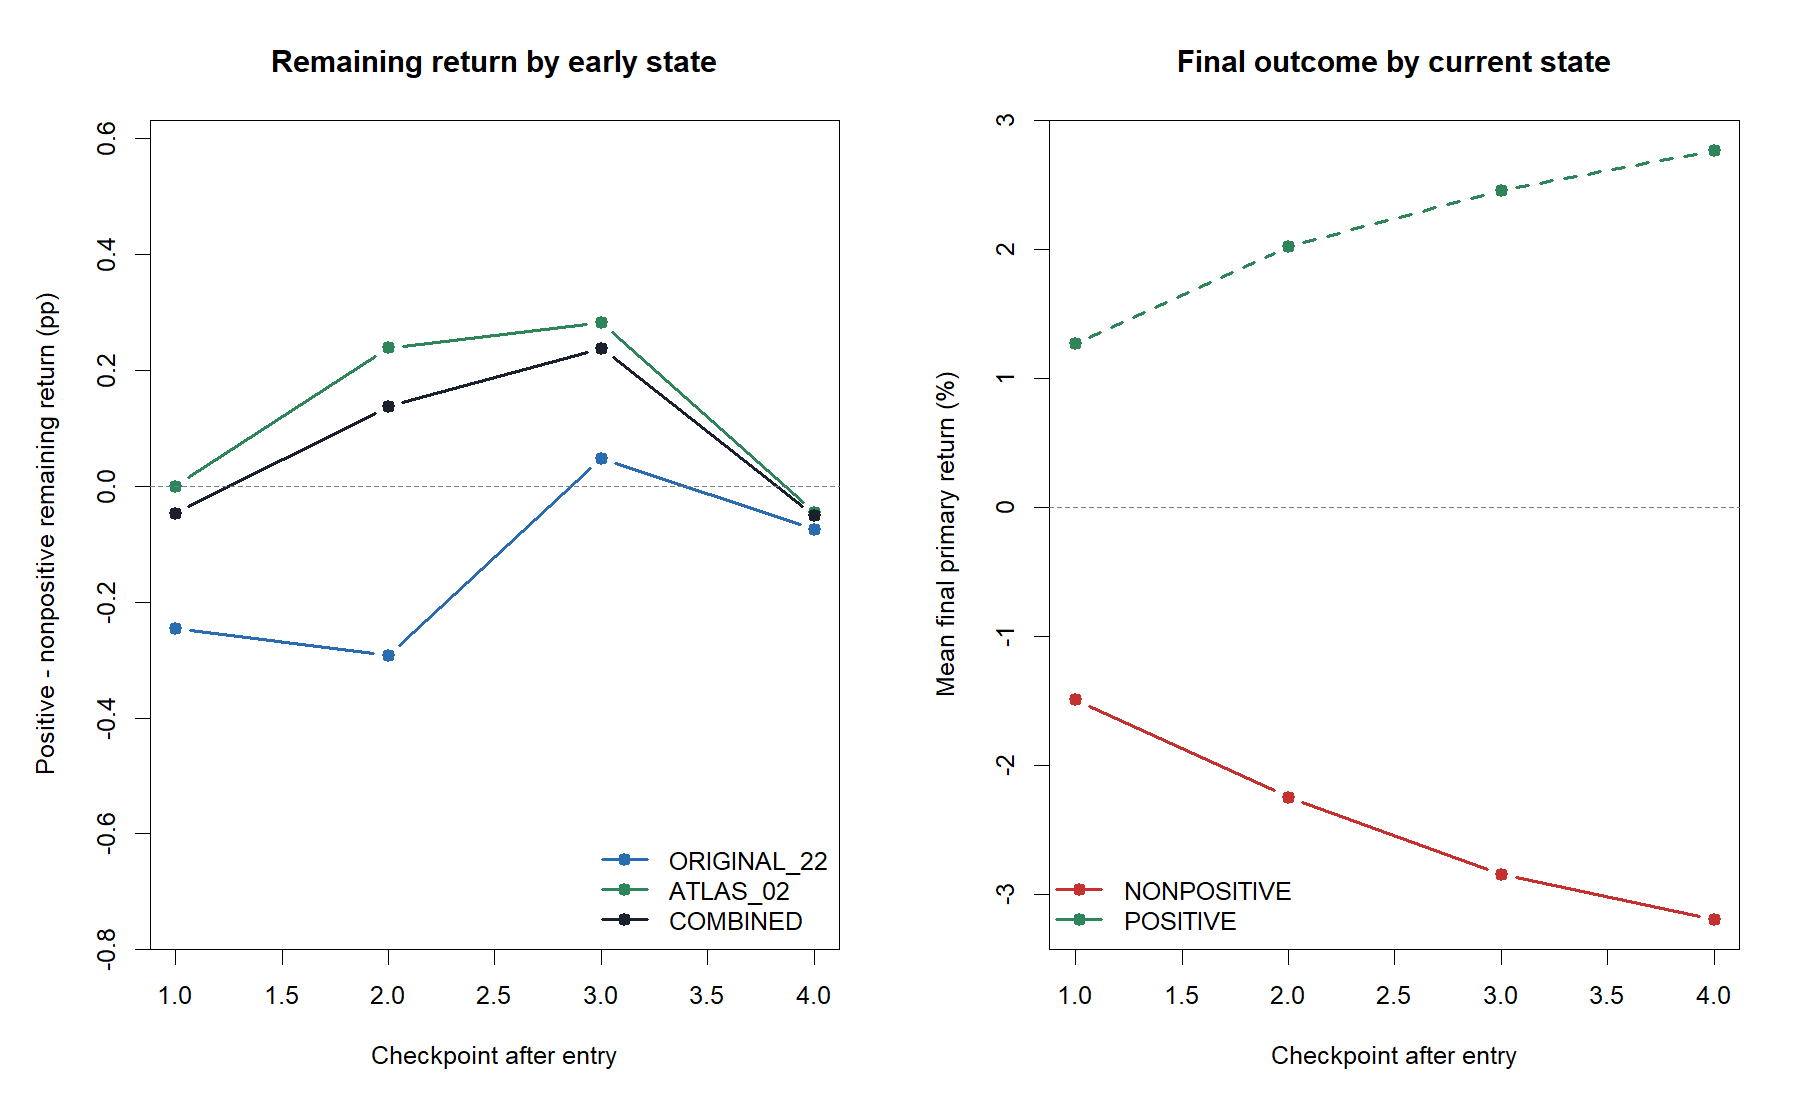 Remaining return by early state
Positive - nonpositive remaining return (pp)
0.6
0.4
0.2
0.0
-0.2
-0.4
-0.6
-0.8
ORIGINAL_22
ATLAS_02
COMBINED
1.0 1.5 2.0 2.5 3.0 3.5 4.0
Checkpoint after entry
Final outcome by current state
Mean final primary return (%)
3
2
1
0
-1
-2
-3
NONPOSITIVE
POSITIVE
1.0 1.5 2.0 2.5 3.0 3.5 4.0
Checkpoint after entry